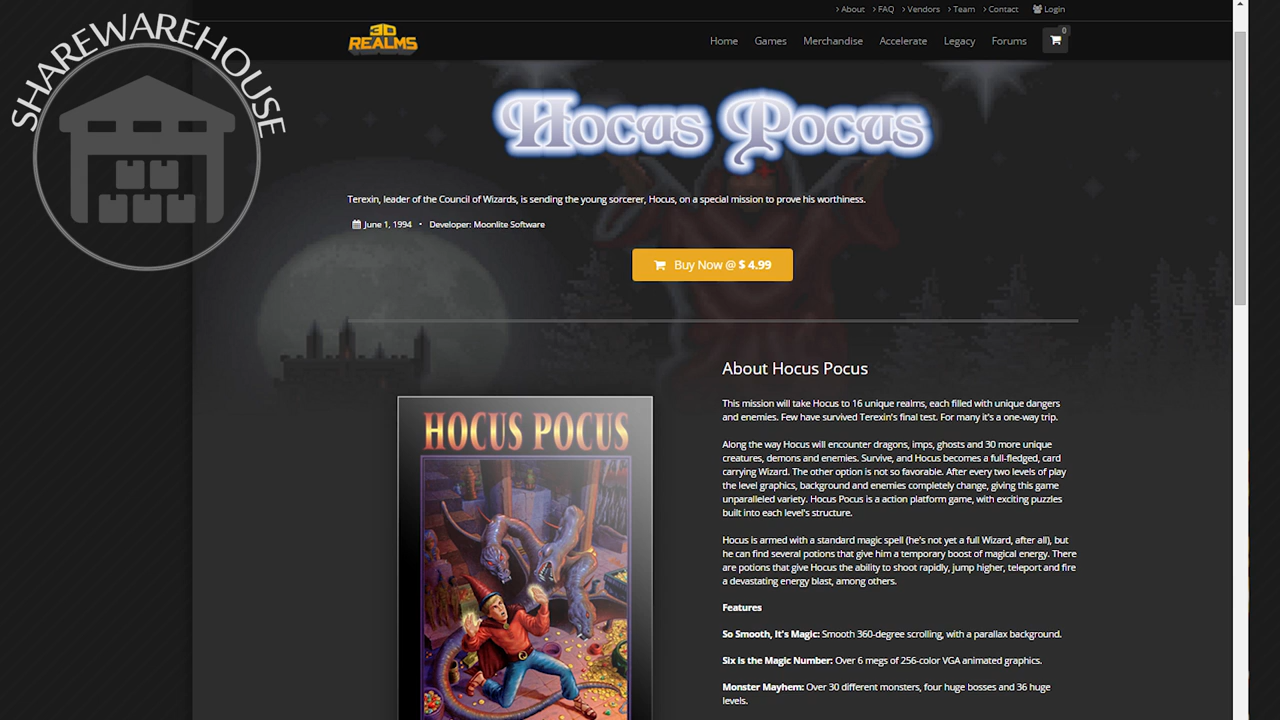 SHAREWAREHOUSE
About FAQ Vendors Team Contact Login
3D
REALMS
Home Games Merchandise Accelerate Legacy Forums 0
Hocus Pocus
Terexin, leader of the Council of Wizards, is sending the young sorcerer, Hocus, on a special mission to prove his worthiness.
June 1, 1994 • Developer: Moonlite Software
Buy Now @ $ 4.99
HOCUS POCUS
About Hocus Pocus
This mission will take Hocus to 16 unique realms, each filled with unique dangers
and enemies. Few have survived Terexin's final test. For many it's a one-way trip.
Along the way Hocus will encounter dragons, imps, ghosts and 30 more unique
creatures, demons and enemies. Survive, and Hocus becomes a full-fledged, card
carrying Wizard. The other option is not so favorable. After every two levels of play
the level graphics, background and enemies completely change, giving this game
unparalleled variety. Hocus Pocus is a action platform game, with exciting puzzles
built into each level's structure.
Hocus is armed with a standard magic spell (he's not yet a full Wizard, after all), but
he can find several potions that give him a temporary boost of magical energy. There
are potions that give Hocus the ability to shoot rapidly, jump higher, teleport and fire
a devastating energy blast, among others.
Features
So Smooth, It's Magic: Smooth 360-degree scrolling, with a parallax background.
Six is the Magic Number: Over 6 megs of 256-color VGA animated graphics.
Monster Mayhem: Over 30 different monsters, four huge bosses and 36 huge
levels.